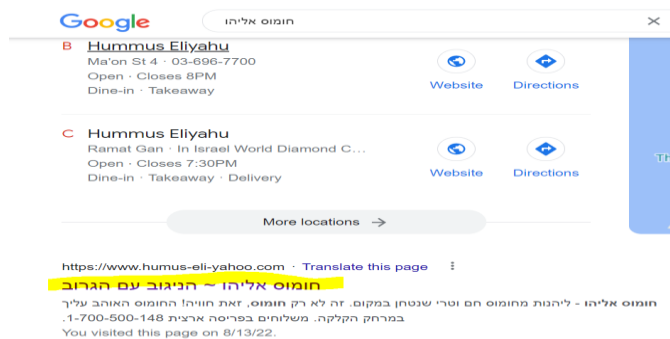 Google
חומוס אליהו
B Hummus Eliyahu
Ma'on St 4 · 03-696-7700
Open · Closes 8PM
Dine-in · Takeaway
Website
Directions
C Hummus Eliyahu
Ramat Gan · In Israel World Diamond C...
Open · Closes 7:30PM
Dine-in · Takeaway · Delivery
Website
Directions
Th
More locations →
https://www.humus-eli-yahoo.com · Translate this page
חומוס אליהו ~ הניגוב עם הגרוב
חומוס אליהו - ליהנות מחומוס חם וטרי שנטחן במקום. זה לא רק חומוס, זאת חוויה! החומוס האוהב עליך
במרחק הקלקה. משלוחים בפריסה ארצית 1-700-500-148.
You visited this page on 8/13/22.